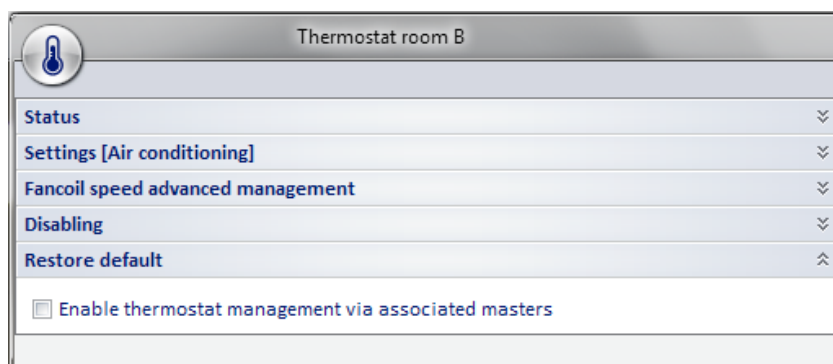 Thermostat room B
Status
Settings [Air conditioning]
Fancoil speed advanced management
Disabling
Restore default
Enable thermostat management via associated masters